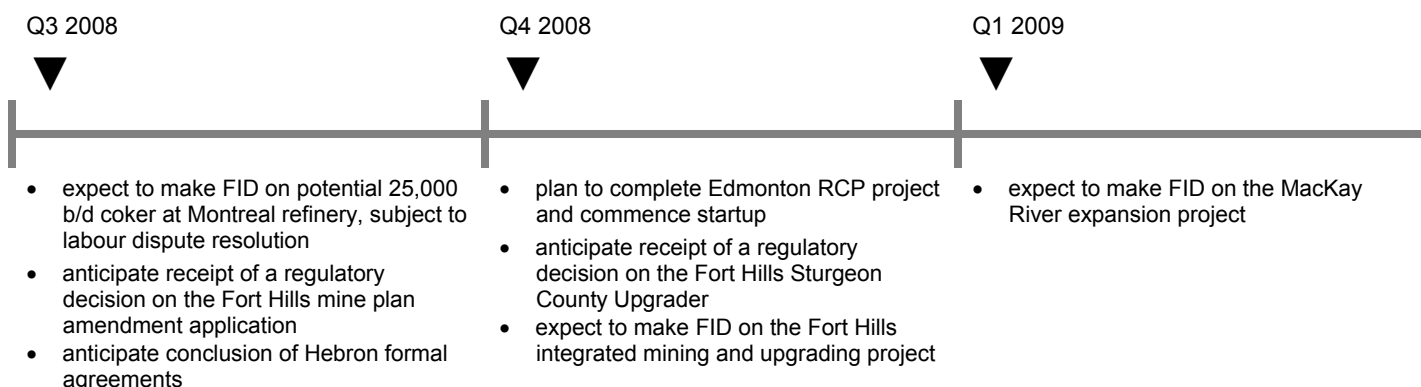 Q3 2008
Q4 2008
Q1 2009
• expect to make FID on potential 25,000
b/d coker at Montreal refinery, subject to
labour dispute resolution
• anticipate receipt of a regulatory
decision on the Fort Hills mine plan
amendment application
• anticipate conclusion of Hebron formal
agreements
• plan to complete Edmonton RCP project
and commence startup
• anticipate receipt of a regulatory
decision on the Fort Hills Sturgeon
County Upgrader
• expect to make FID on the Fort Hills
integrated mining and upgrading project
• expect to make FID on the MacKay
River expansion project